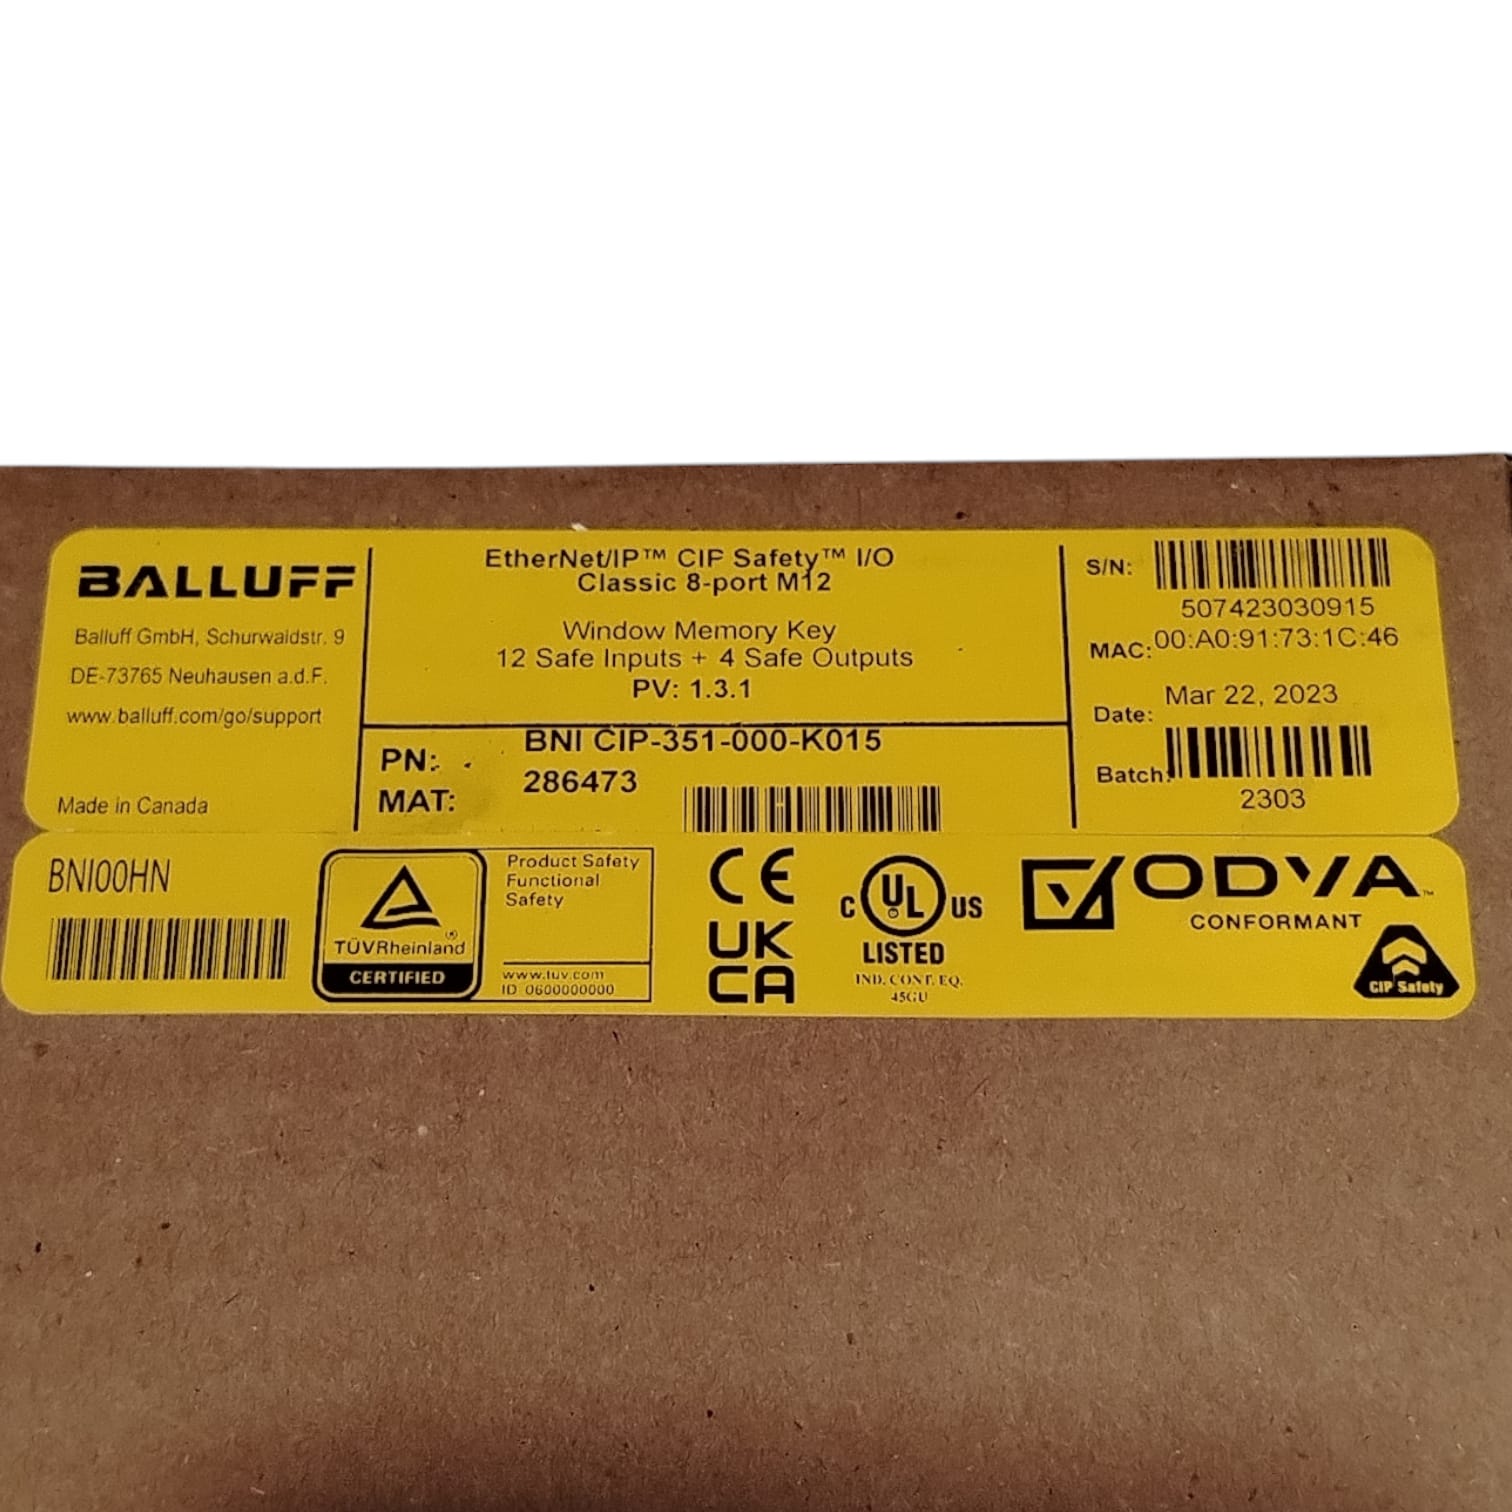 BALLUFF
Balluff GmbH, Schurwaldstr. 9
DE-73765 Neuhausen a.d.F.
www.balluff.com/go/support
Made in Canada
EtherNet/IP™ CIP Safety™ I/O
Classic 8-port M12
Window Memory Key
12 Safe Inputs + 4 Safe Outputs
PV: 1.3.1
PN: BNI CIP-351-000-K015
MAT: 286473
S/N:
507423030915
MAC: 00:A0:91:73:1C:46
Date: Mar 22, 2023
Batch:
2303
BNI00HN
TÜVRheinland®
CERTIFIED
Product Safety
Functional
Safety
www.tuv.com
ID 0600000000
CE
UK
CA
C UL US
LISTED
IND. CONT. EQ.
45GU
ODVA™
CONFORMANT
CIP Safety